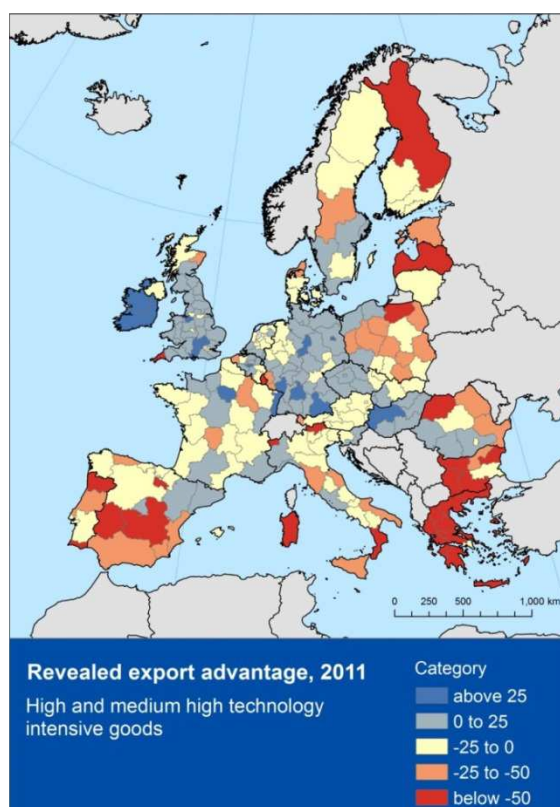 0 250 500 1,000 km
Revealed export advantage, 2011
High and medium high technology
intensive goods
Category
above 25
0 to 25
-25 to 0
-25 to -50
below -50